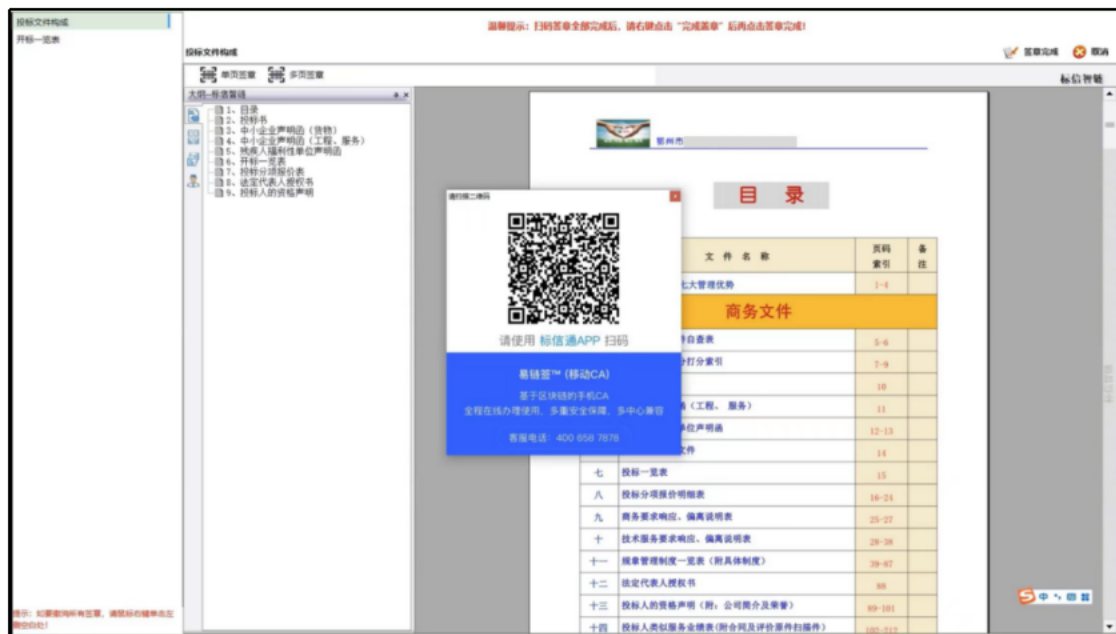 投标文件构成
开标一览表
温馨提示：扫码签章全部完成后，请右键点击“完成签章”后再点击签章完成！
投标文件构成
签章完成
取消
单页签章
多页签章
标信智链
大纲--标信智链
1、目录
2、投标书
3、中小企业声明函（货物）
4、中小企业声明函（工程、服务）
5、残疾人福利性单位声明函
6、开标一览表
7、投标分项报价表
8、法定代表人授权书
9、投标人的资格声明
鄂州市
目 录
文 件 名 称
页码索引
备注
七大管理优势 1-4
商务文件
自查表 5-6
打分索引 7-9
10
（工程、 服务） 11
单位声明函 12-13
文件 14
七 投标一览表 15
八 投标分项报价明细表 16-24
九 商务要求响应、偏离说明表 25-27
十 技术服务要求响应、偏离说明表 28-38
十一 规章管理制度一览表（附具体制度） 39-67
十二 法定代表人授权书 68
十三 投标人的资格声明（附：公司简介及荣誉） 69-101
十四 投标人类似服务业绩表(附合同及评价原件扫描件) 102-212
请扫描二维码
请使用 标信通APP 扫码
易链签™ (移动CA)
基于区块链的手机CA
全程在线办理使用、多重安全保障、多中心兼容
客服电话：400 658 7878
中
提示：如要撤消所有签章，请鼠标右键单击左侧空白处！